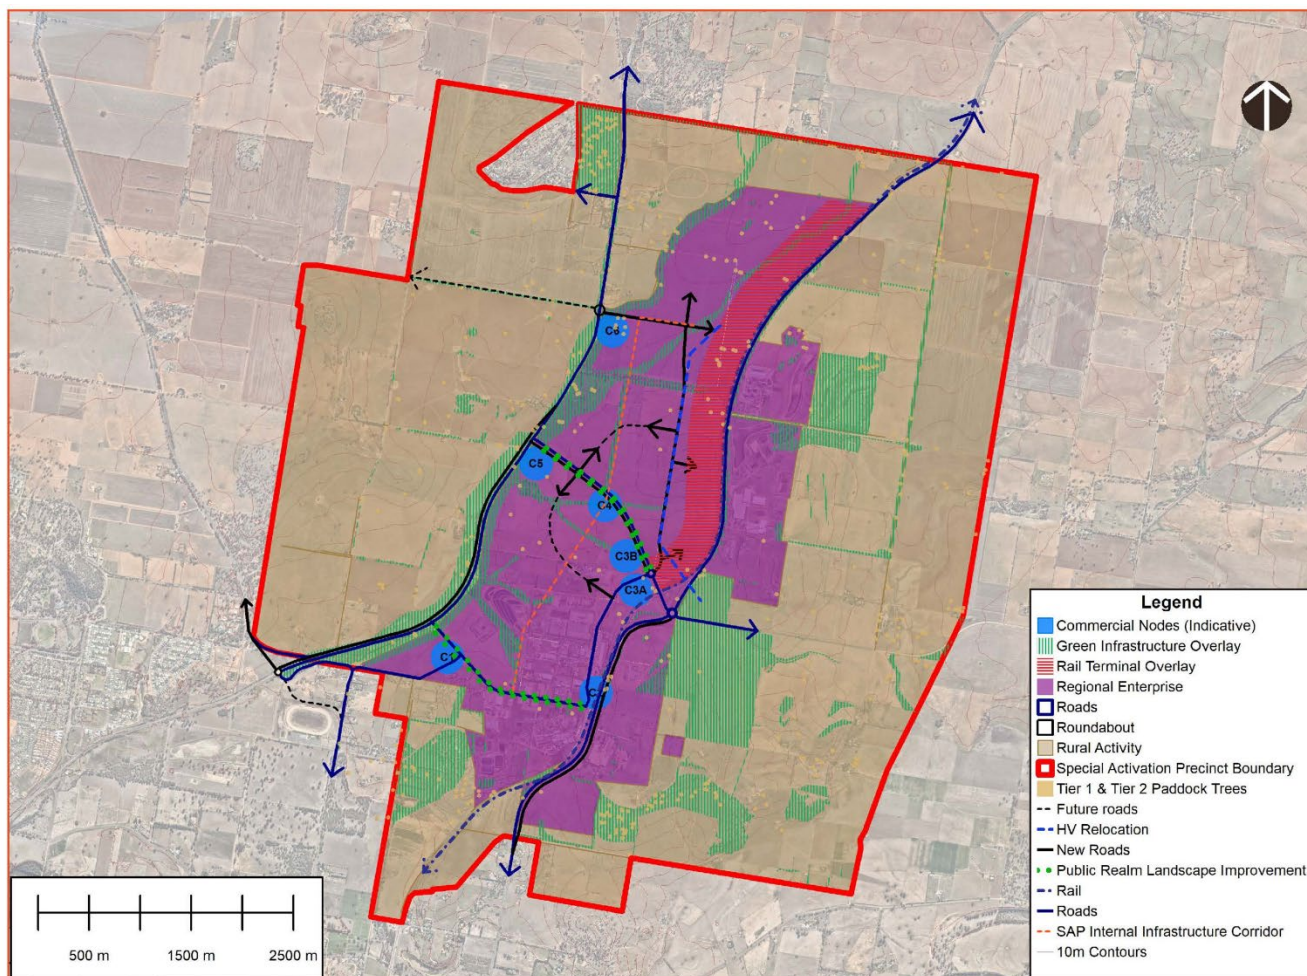 C6
C5
C4
C3B
C3A
C1
Legend
Commercial Nodes (Indicative)
Green Infrastructure Overlay
Rail Terminal Overlay
Regional Enterprise
Roads
Roundabout
Rural Activity
Special Activation Precinct Boundary
Tier 1 & Tier 2 Paddock Trees
Future roads
HV Relocation
New Roads
Public Realm Landscape Improvement
Rail
Roads
SAP Internal Infrastructure Corridor
10m Contours
500 m 1500 m 2500 m